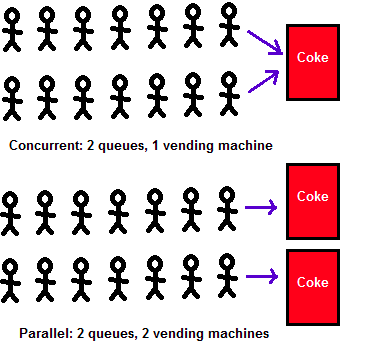 Coke
Concurrent: 2 queues, 1 vending machine
Coke
Coke
Parallel: 2 queues, 2 vending machines